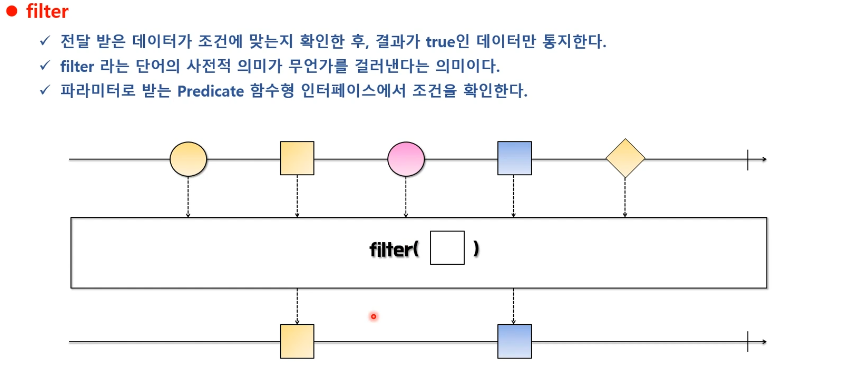 ● filter
✓ 전달 받은 데이터가 조건에 맞는지 확인한 후, 결과가 true인 데이터만 통지한다.
✓ filter 라는 단어의 사전적 의미가 무언가를 걸러낸다는 의미이다.
✓ 파라미터로 받는 Predicate 함수형 인터페이스에서 조건을 확인한다.
filter( )